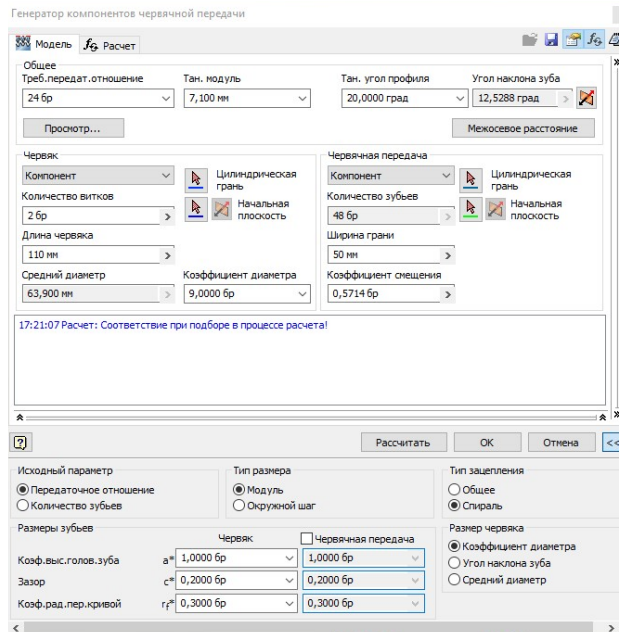 Генератор компонентов червячной передачи
Модель f Расчет
Общее
Треб.передат.отношение Тан. модуль Тан. угол профиля Угол наклона зуба
24 бр 7,100 мм 20,0000 град 12,5288 град
Просмотр... Межосевое расстояние
Червяк Червячная передача
Компонент Цилиндрическая грань Компонент Цилиндрическая грань
Количество витков Начальная плоскость Количество зубьев Начальная плоскость
2 бр 48 бр
Длина червяка Ширина грани
110 мм 50 мм
Средний диаметр Коэффициент диаметра Коэффициент смещения
63,900 мм 9,0000 бр 0,5714 бр
17:21:07 Расчет: Соответствие при подборе в процессе расчета!
? Рассчитать ОК Отмена <<
Исходный параметр Тип размера Тип зацепления
Передаточное отношение Модуль Общее
Количество зубьев Окружной шаг Спираль
Размеры зубьев Размер червяка
Червяк Червячная передача Коэффициент диаметра
Коэф.выс.голов.зуба a* 1,0000 бр 1,0000 бр Угол наклона зуба
Зазор c* 0,2000 бр 0,2000 бр Средний диаметр
Коэф.рад.пер.кривой rf* 0,3000 бр 0,3000 бр